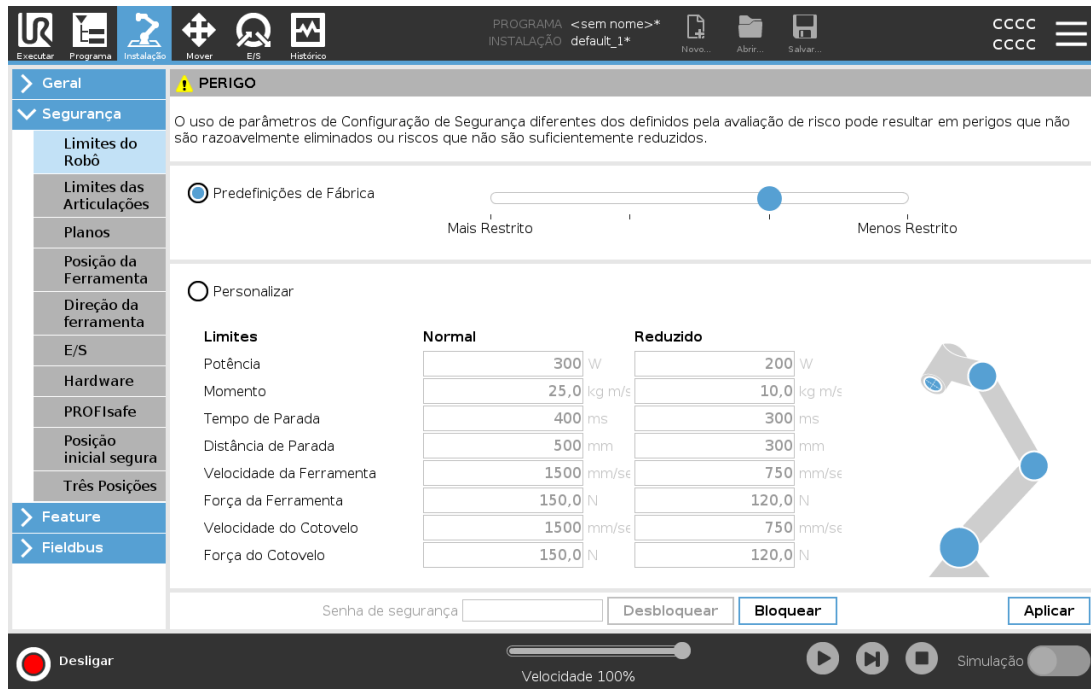 PROGRAMA <sem nome>*
INSTALAÇÃO default_1*
CCCC
CCCC
Executar Programa Instalação Mover E/S Histórico Novo... Abrir... Salvar...
Geral
Segurança
Limites do
Robô
Limites das
Articulações
Planos
Posição da
Ferramenta
Direção da
ferramenta
E/S
Hardware
PROFIsafe
Posição
inicial segura
Três Posições
Feature
Fieldbus
PERIGO
O uso de parâmetros de Configuração de Segurança diferentes dos definidos pela avaliação de risco pode resultar em perigos que não
são razoavelmente eliminados ou riscos que não são suficientemente reduzidos.
Predefinições de Fábrica
Mais Restrito Menos Restrito
Personalizar
Limites Normal Reduzido
Potência 300 W 200 W
Momento 25,0 kg m/s 10,0 kg m/s
Tempo de Parada 400 ms 300 ms
Distância de Parada 500 mm 300 mm
Velocidade da Ferramenta 1500 mm/se 750 mm/se
Força da Ferramenta 150,0 N 120,0 N
Velocidade do Cotovelo 1500 mm/se 750 mm/se
Força do Cotovelo 150,0 N 120,0 N
Senha de segurança Desbloquear Bloquear Aplicar
Desligar
Velocidade 100%
Simulação